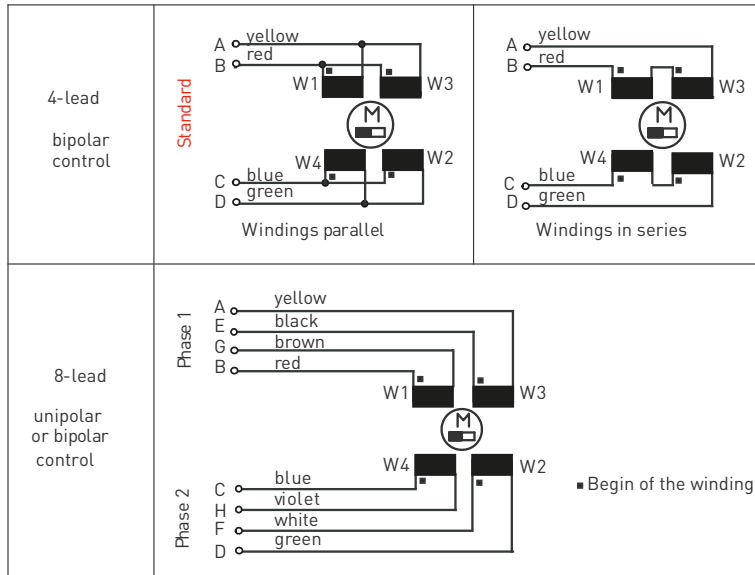 4-lead
bipolar
control
Standard
A yellow
B red
W1 W3
M
W4 W2
C blue
D green
Windings parallel
A yellow
B red
W1 W3
M
W4 W2
C blue
D green
Windings in series
8-lead
unipolar
or bipolar
control
Phase 1
A yellow
E black
G brown
B red
W1 W3
M
W4 W2
Phase 2
C blue
H violet
F white
D green
Begin of the winding